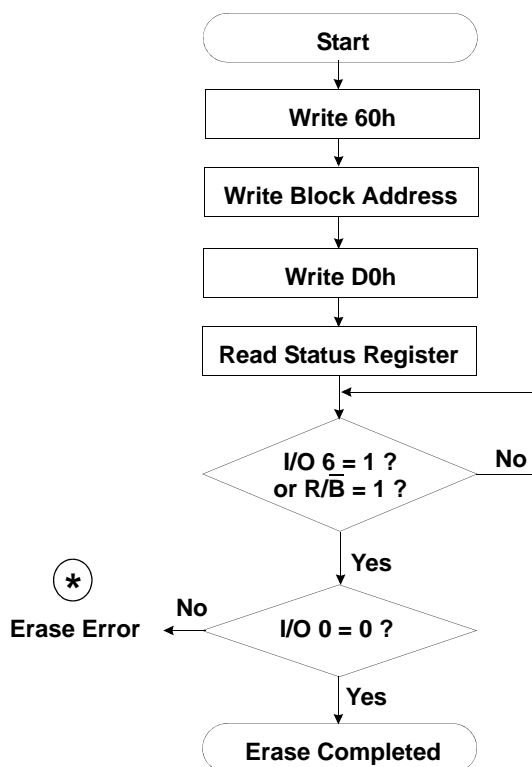 Start
Write 60h
Write Block Address
Write D0h
Read Status Register
I/O 6 = 1 ?
or R/B̅ = 1 ?
No
Yes
*
No
Erase Error
I/O 0 = 0 ?
Yes
Erase Completed